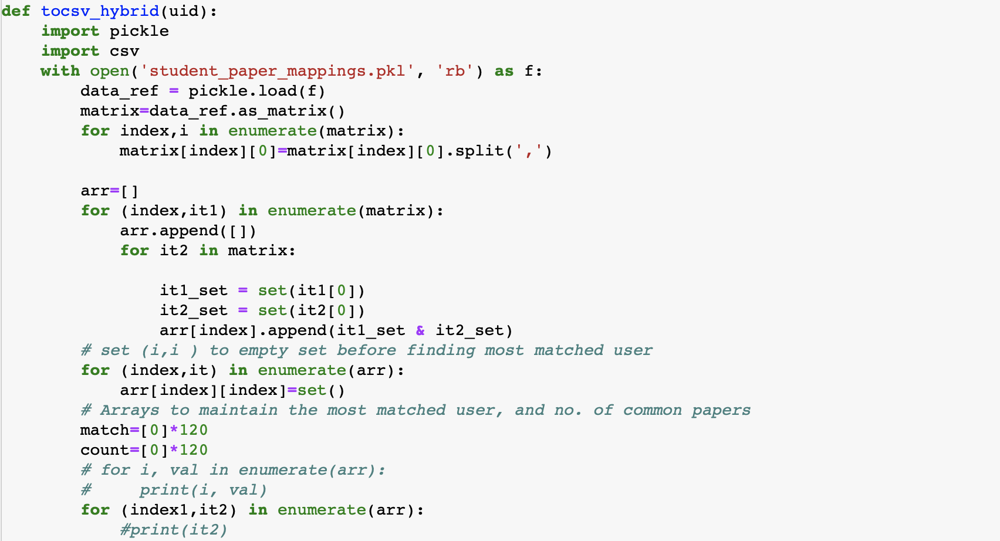 def tocsv_hybrid(uid):
    import pickle
    import csv
    with open('student_paper_mappings.pkl', 'rb') as f:
        data_ref = pickle.load(f)
        matrix=data_ref.as_matrix()
        for index,i in enumerate(matrix):
            matrix[index][0]=matrix[index][0].split(',')

        arr=[]
        for (index,it1) in enumerate(matrix):
            arr.append([])
            for it2 in matrix:

                it1_set = set(it1[0])
                it2_set = set(it2[0])
                arr[index].append(it1_set & it2_set)
        # set (i,i ) to empty set before finding most matched user
        for (index,it) in enumerate(arr):
            arr[index][index]=set()
        # Arrays to maintain the most matched user, and no. of common papers
        match=[0]*120
        count=[0]*120
        # for i, val in enumerate(arr):
        #     print(i, val)
        for (index1,it2) in enumerate(arr):
            #print(it2)